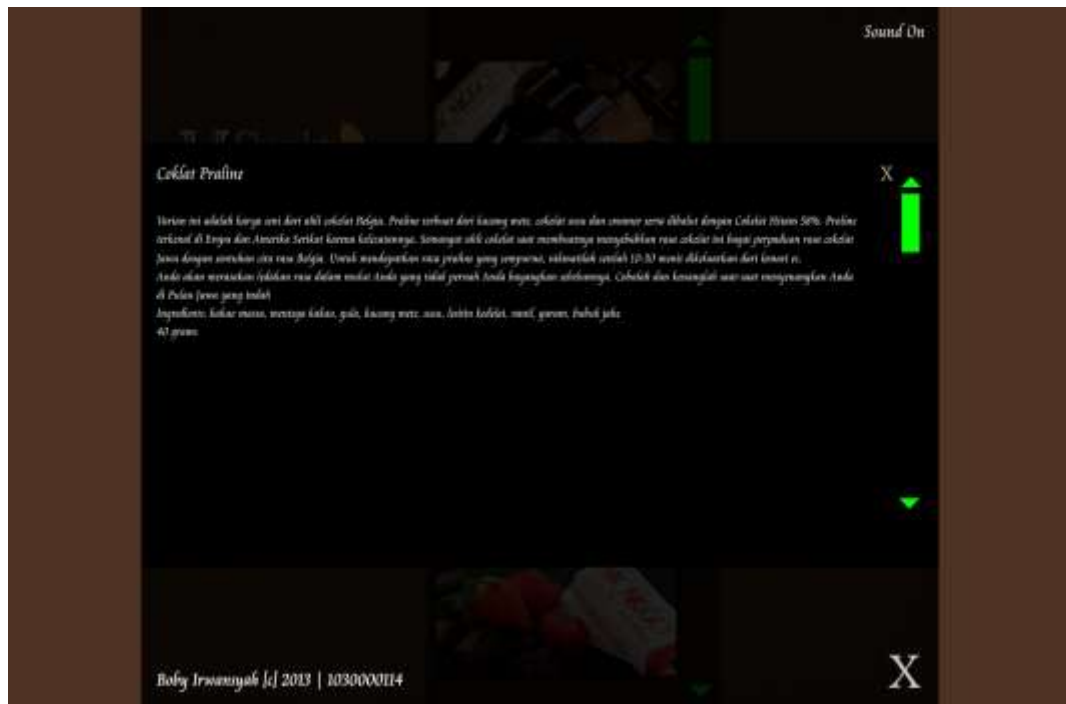 Sound On
Coklat Praline
X
Varian ini adalah karya seni dari ahli cokelat Belgia. Praline terbuat dari kacang mete, cokelat susu dan creamer serta dibalut dengan Cokelat Hitam 58%. Praline
terkenal di Eropa dan Amerika Serikat karena kelezatannya. Semangat ahli cokelat saat membuatnya menyebabkan rasa cokelat ini bagai perpaduan rasa cokelat
Jawa dengan sentuhan cita rasa Belgia. Untuk mendapatkan rasa praline yang sempurna, nikmatilah setelah 10-30 menit dikeluarkan dari lemari es.
Anda akan merasakan ledakan rasa dalam mulut Anda yang tidak pernah Anda bayangkan sebelumnya. Cobalah dan kenanglah saat-saat menyenangkan Anda
di Pulau Jawa yang indah
Ingredients: kakao massa, mentega kakao, gula, kacang mete, susu, lesitin kedelai, vanili, garam, bubuk jahe
40 grams
Boby Irwansyah [c] 2013 | 1030000114
X